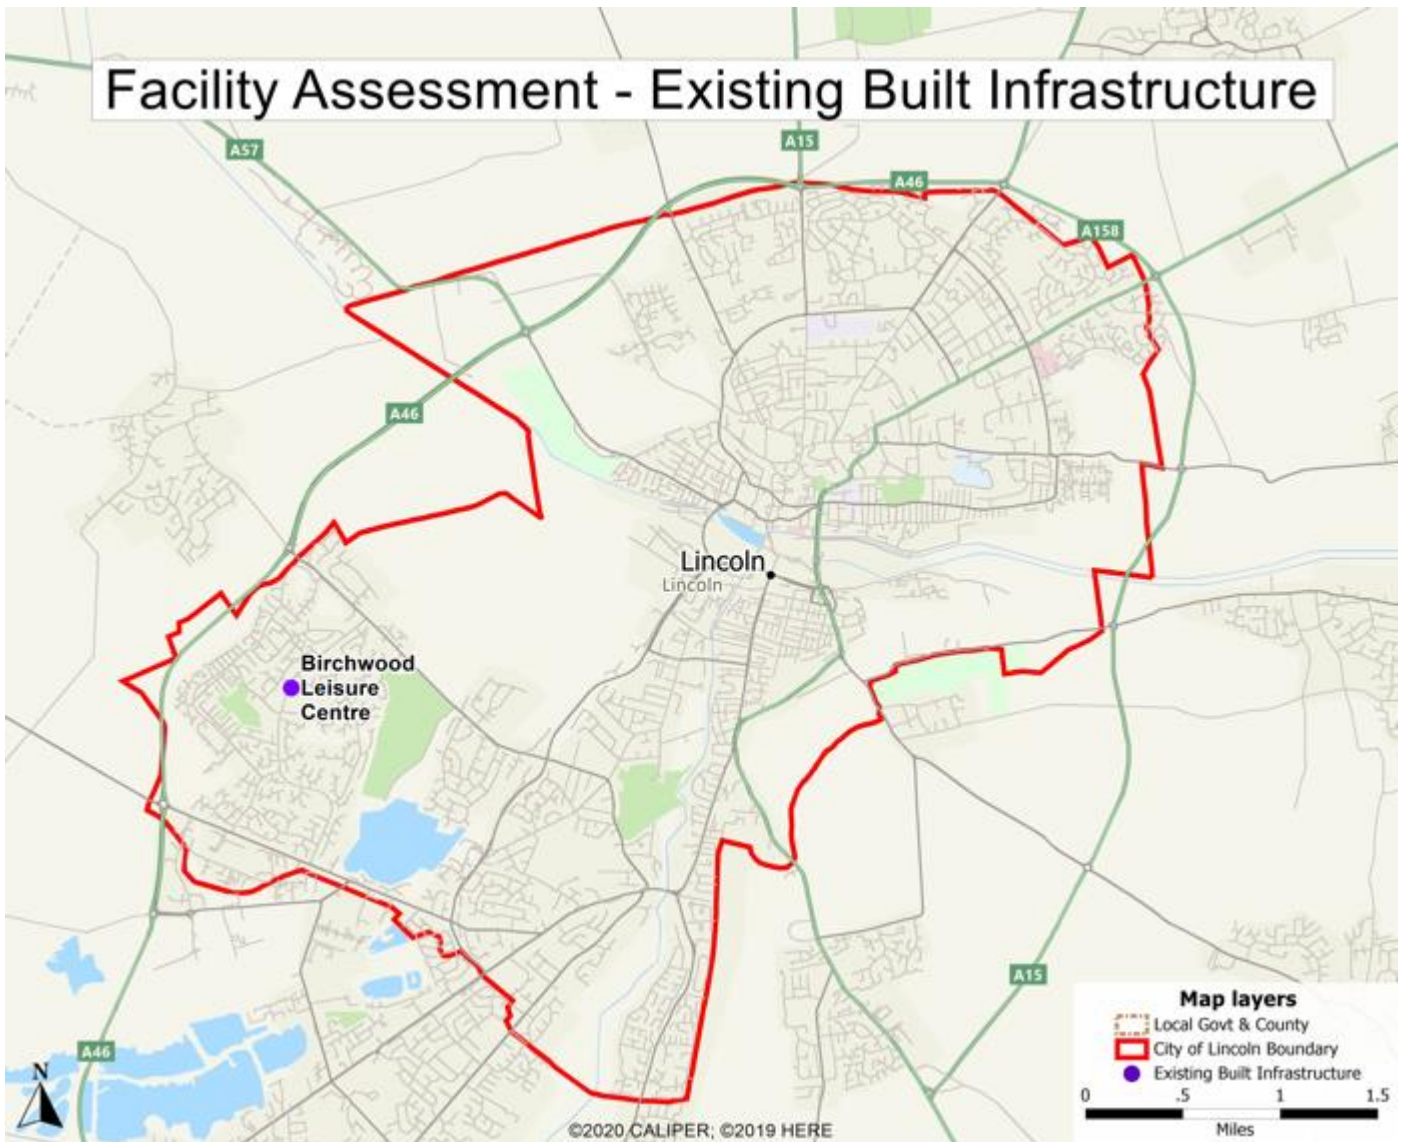 Facility Assessment - Existing Built Infrastructure
A57
A15
A46
A158
A46
Lincoln
Lincoln
Birchwood
Leisure
Centre
A15
A46
N
Map layers
Local Govt & County
City of Lincoln Boundary
Existing Built Infrastructure
0 .5 1 1.5
Miles
©2020 CALIPER; ©2019 HERE